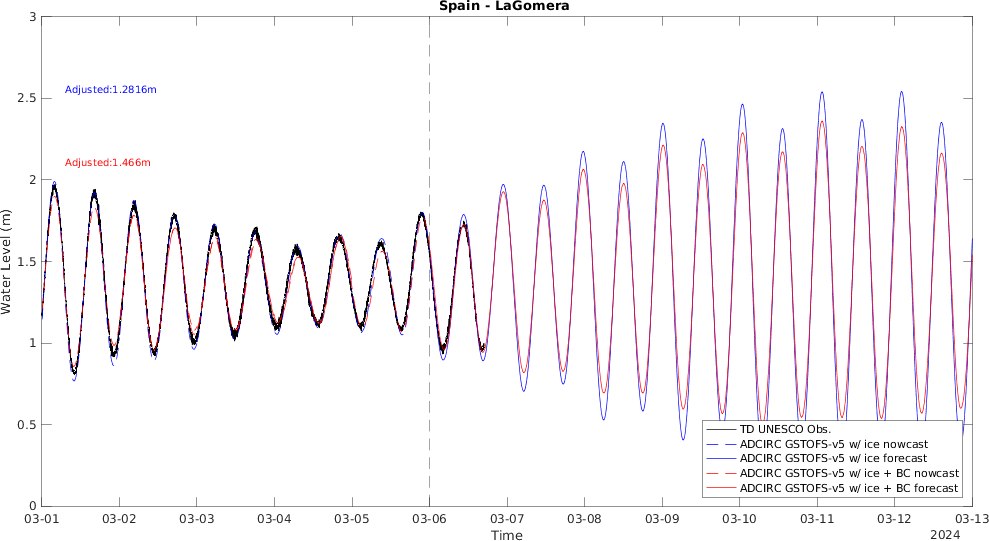 Spain - LaGomera
3
2.5
2
1.5
1
0.5
0
Water Level (m)
Adjusted:1.2816m
Adjusted:1.466m
TD UNESCO Obs.
ADCIRC GSTOFS-v5 w/ ice nowcast
ADCIRC GSTOFS-v5 w/ ice forecast
ADCIRC GSTOFS-v5 w/ ice + BC nowcast
ADCIRC GSTOFS-v5 w/ ice + BC forecast
03-01 03-02 03-03 03-04 03-05 03-06 03-07 03-08 03-09 03-10 03-11 03-12 03-13
Time
2024